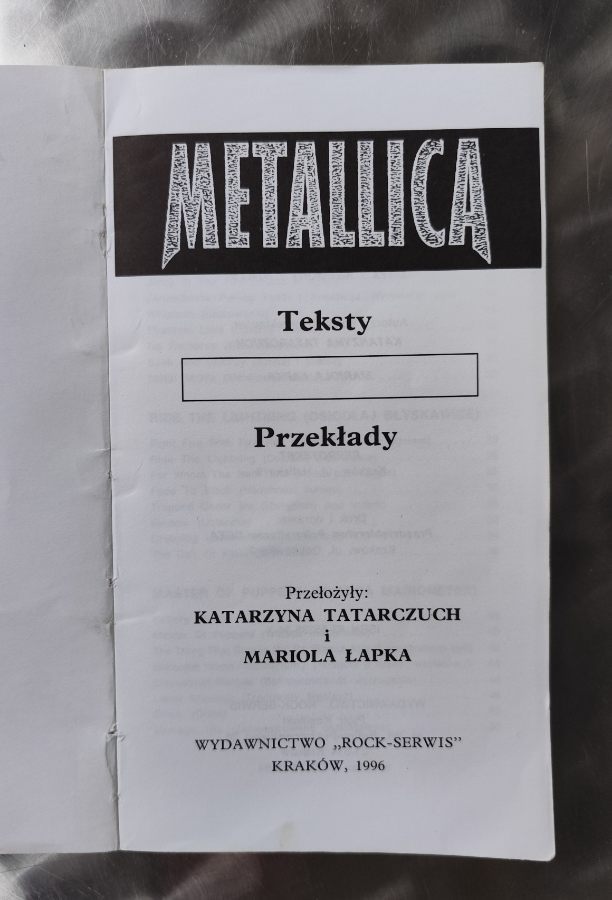 METALLICA
Teksty
Przekłady
Przełożyły:
KATARZYNA TATARCZUCH
i
MARIOLA ŁAPKA
WYDAWNICTWO „ROCK-SERWIS”
KRAKÓW, 1996